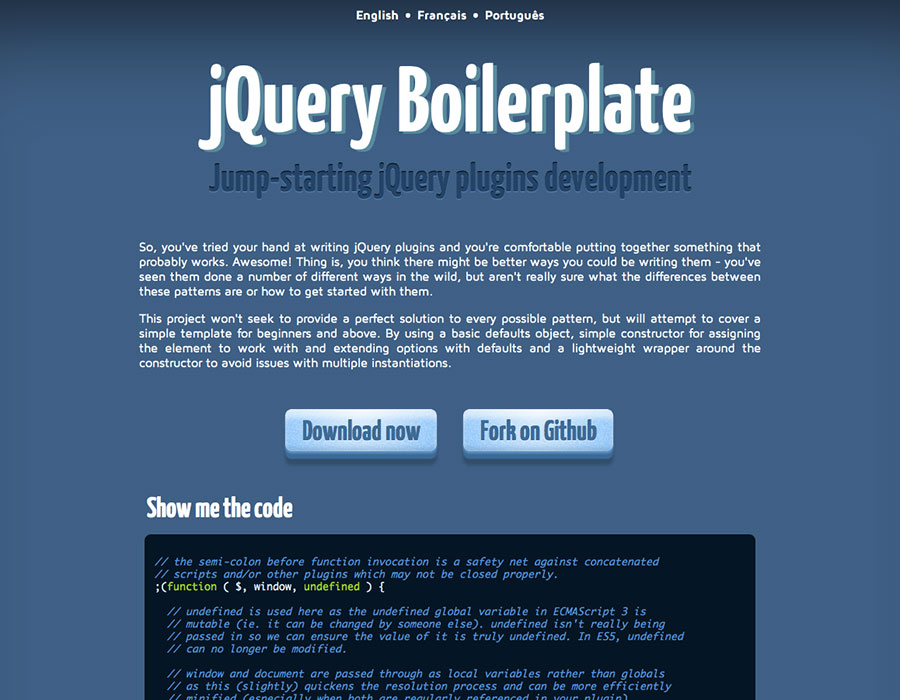 English • Français • Português
jQuery Boilerplate
Jump-starting jQuery plugins development
So, you've tried your hand at writing jQuery plugins and you're comfortable putting together something that
probably works. Awesome! Thing is, you think there might be better ways you could be writing them - you've
seen them done a number of different ways in the wild, but aren't really sure what the differences between
these patterns are or how to get started with them.
This project won't seek to provide a perfect solution to every possible pattern, but will attempt to cover a
simple template for beginners and above. By using a basic defaults object, simple constructor for assigning
the element to work with and extending options with defaults and a lightweight wrapper around the
constructor to avoid issues with multiple instantiations.
Download now
Fork on Github
Show me the code
// the semi-colon before function invocation is a safety net against concatenated
// scripts and/or other plugins which may not be closed properly.
;(function ( $, window, undefined ) {
// undefined is used here as the undefined global variable in ECMAScript 3 is
// mutable (ie. it can be changed by someone else). undefined isn't really being
// passed in so we can ensure the value of it is truly undefined. In ES5, undefined
// can no longer be modified.
// window and document are passed through as local variables rather than globals
// as this (slightly) quickens the resolution process and can be more efficiently
// minified (especially when both are regularly referenced in your plugin).